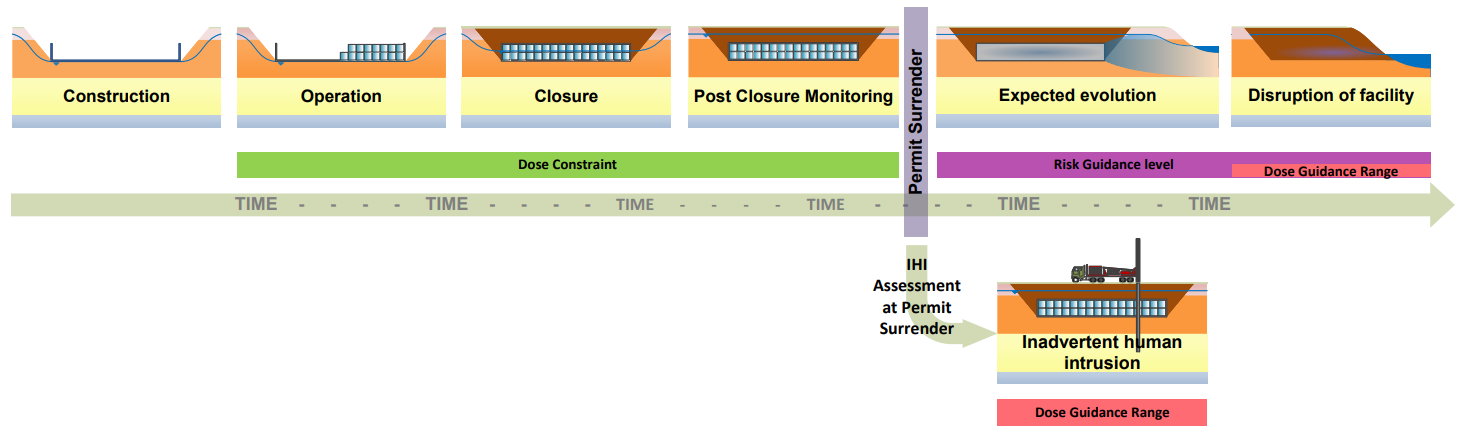 Construction
Operation
Closure
Post Closure Monitoring
Permit Surrender
Expected evolution
Disruption of facility
Dose Constraint
Risk Guidance level
Dose Guidance Range
TIME - - - - TIME - - - - TIME - - - - TIME - - - - TIME - - - - TIME
IHI
Assessment
at Permit
Surrender
Inadvertent human
intrusion
Dose Guidance Range